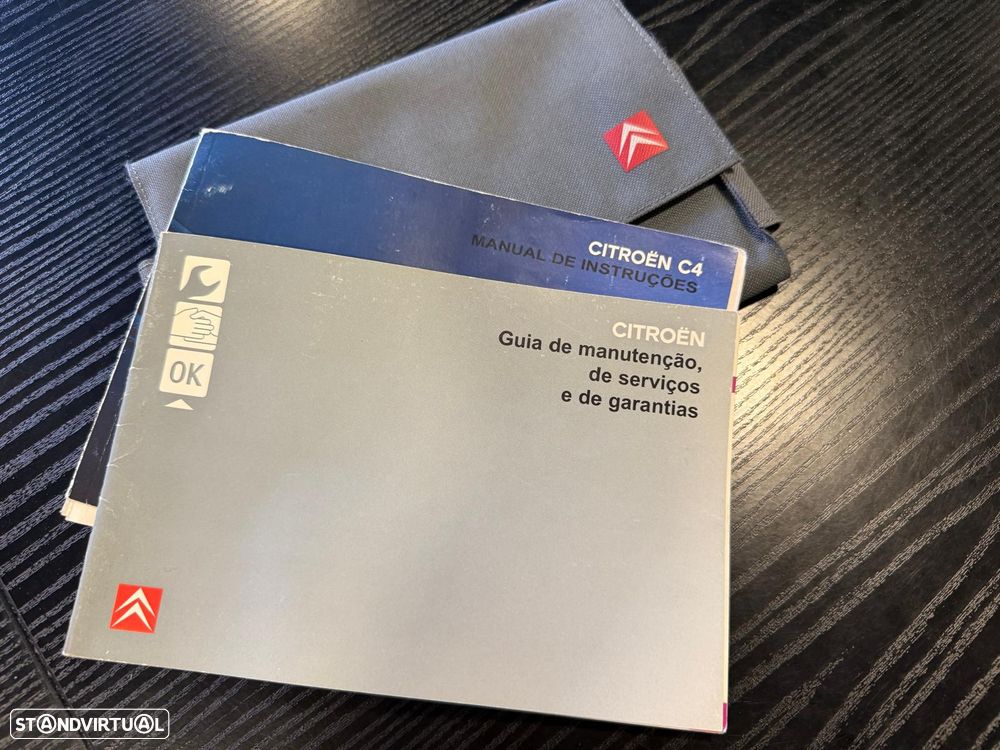 CITROËN C4
MANUAL DE INSTRUÇÕES
CITROËN
Guia de manutenção,
de serviços
e de garantias
OK
STANDVIRTUAL